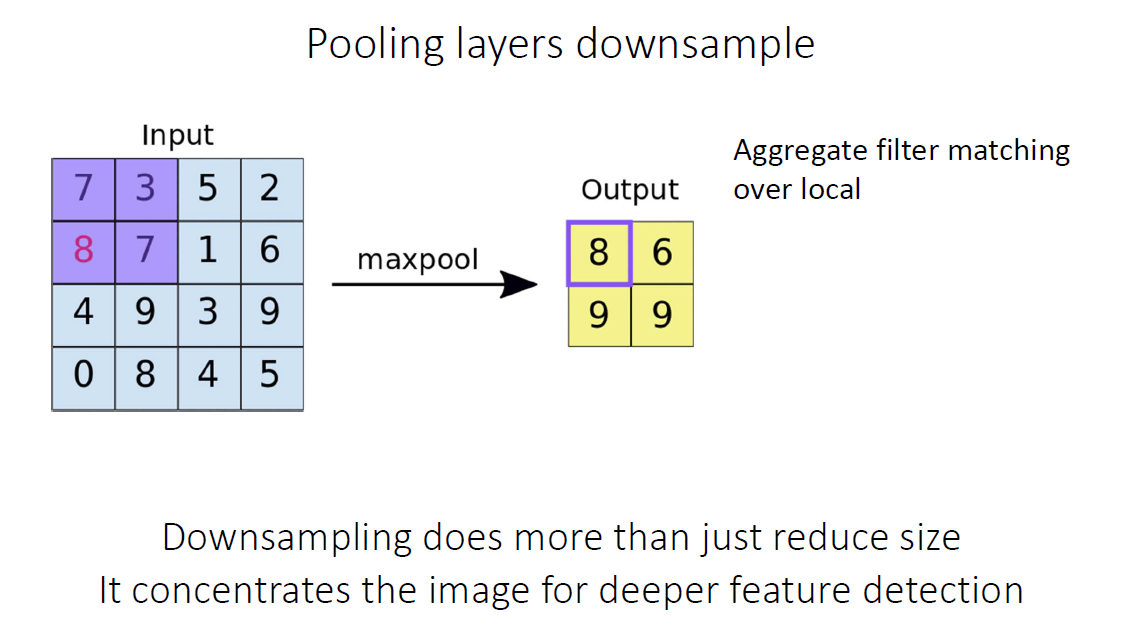 Pooling layers downsample
Input
7 3 5 2
8 7 1 6
4 9 3 9
0 8 4 5
maxpool
Output
8 6
9 9
Aggregate filter matching
over local
Downsampling does more than just reduce size
It concentrates the image for deeper feature detection